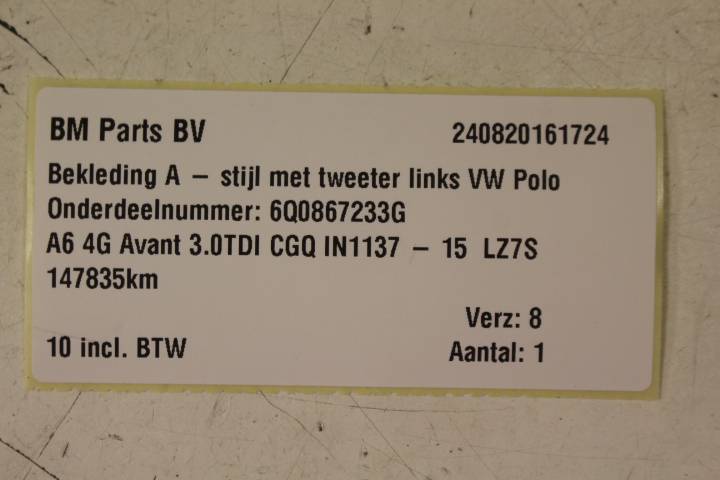 BM Parts BV 240820161724
Bekleding A – stijl met tweeter links VW Polo
Onderdeelnummer: 6Q0867233G
A6 4G Avant 3.0TDI CGQ IN1137 – 15 LZ7S
147835km
Verz: 8
10 incl. BTW Aantal: 1